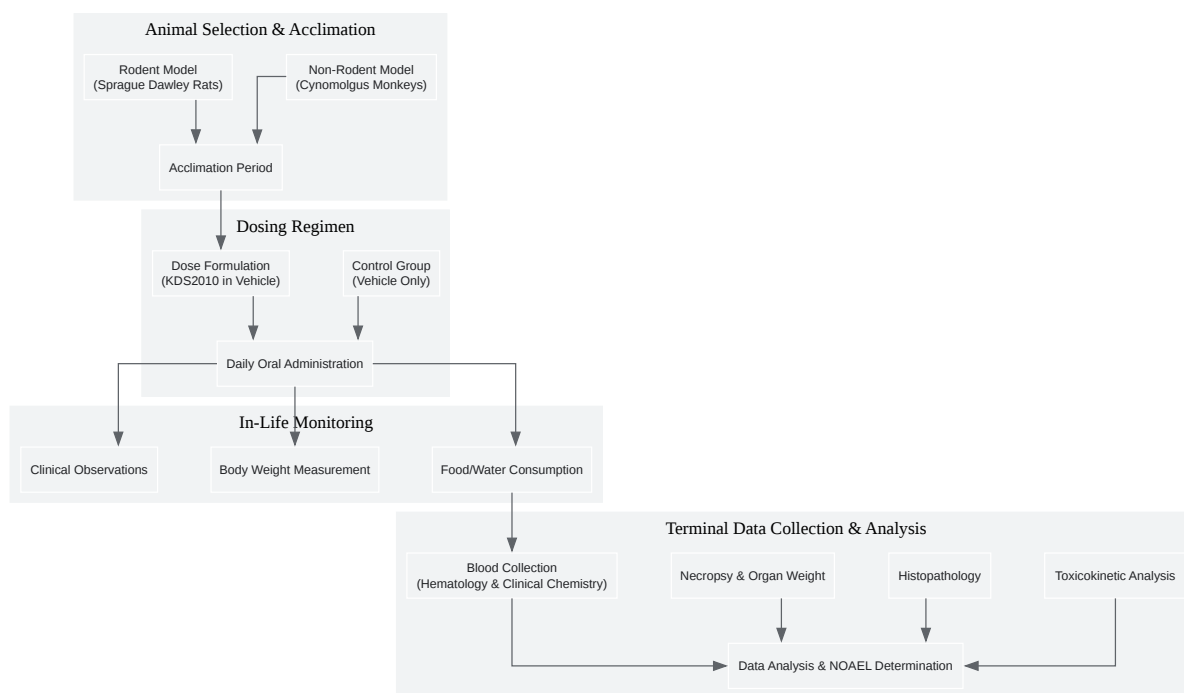 Animal Selection & Acclimation
Rodent Model
(Sprague Dawley Rats)
Non-Rodent Model
(Cynomolgus Monkeys)
Acclimation Period
Dosing Regimen
Dose Formulation
(KDS2010 in Vehicle)
Control Group
(Vehicle Only)
Daily Oral Administration
In-Life Monitoring
Clinical Observations
Body Weight Measurement
Food/Water Consumption
Terminal Data Collection & Analysis
Blood Collection
(Hematology & Clinical Chemistry)
Necropsy & Organ Weight
Histopathology
Toxicokinetic Analysis
Data Analysis & NOAEL Determination